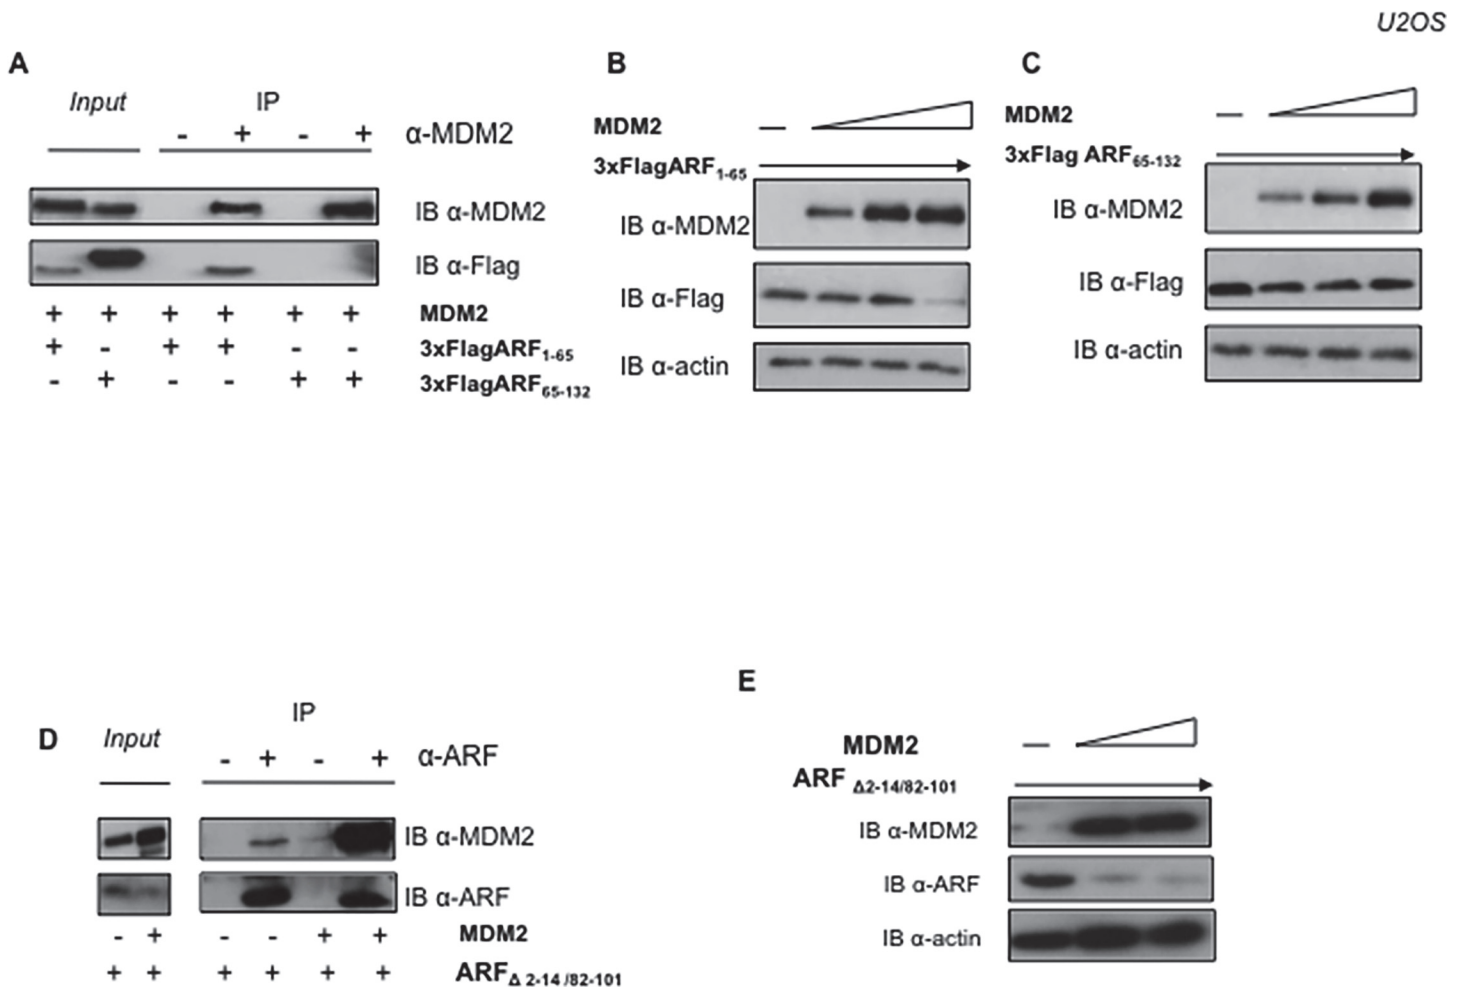 U2OS
A
Input IP
- + - + α-MDM2
IB α-MDM2
IB α-Flag
+ + + + + + MDM2
+ - + + - - 3xFlagARF1-65
- + - - + + 3xFlagARF65-132
B
MDM2 —
3xFlagARF1-65
IB α-MDM2
IB α-Flag
IB α-actin
C
MDM2 —
3xFlag ARF65-132
IB α-MDM2
IB α-Flag
IB α-actin
D
Input IP
- + - + α-ARF
IB α-MDM2
IB α-ARF
- + - - + + MDM2
+ + + + + + ARFΔ 2-14 /82-101
E
MDM2 —
ARF Δ2-14/82-101
IB α-MDM2
IB α-ARF
IB α-actin